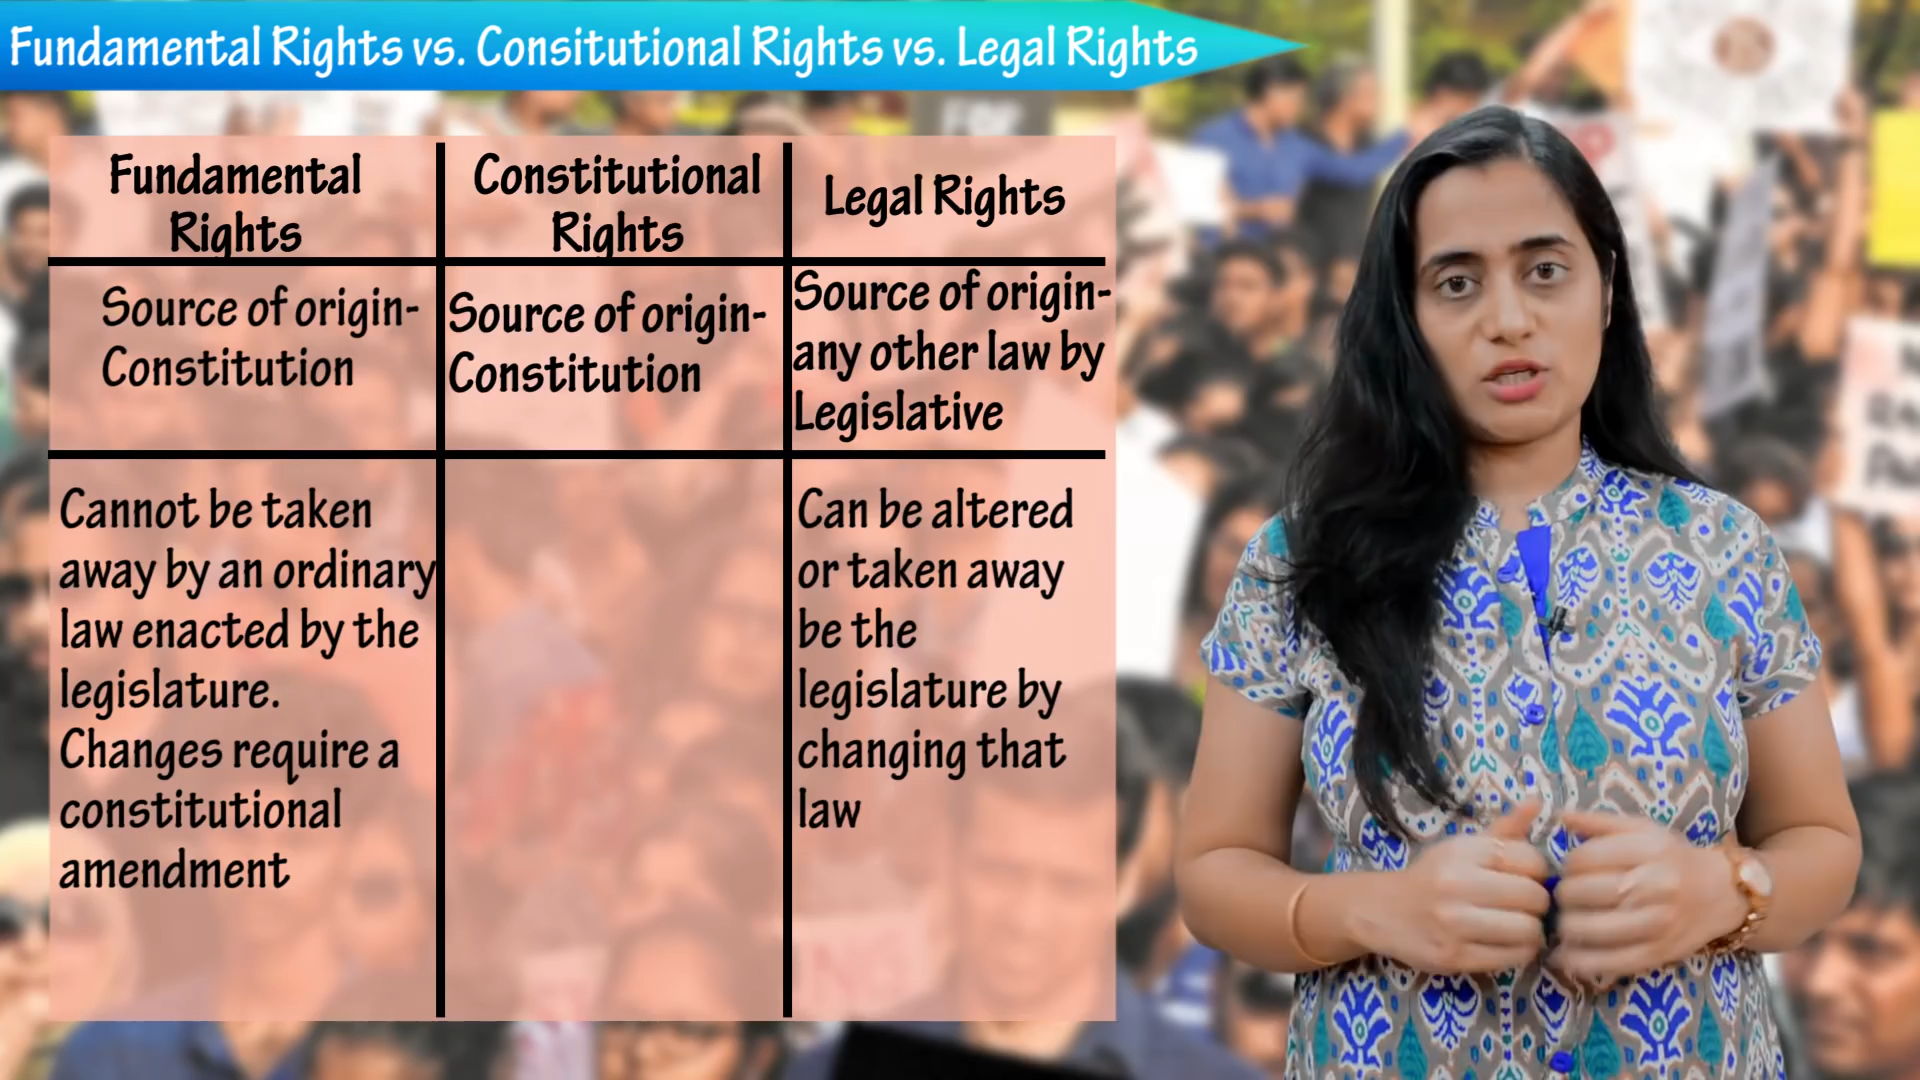 Fundamental Rights vs. Consitutional Rights vs. Legal Rights
Fundamental
Rights
Constitutional
Rights
Legal Rights
Source of origin-
Constitution
Source of origin-
Constitution
Source of origin-
any other law by
Legislative
Cannot be taken
away by an ordinary
law enacted by the
legislature.
Changes require a
constitutional
amendment
Can be altered
or taken away
be the
legislature by
changing that
law
FOR